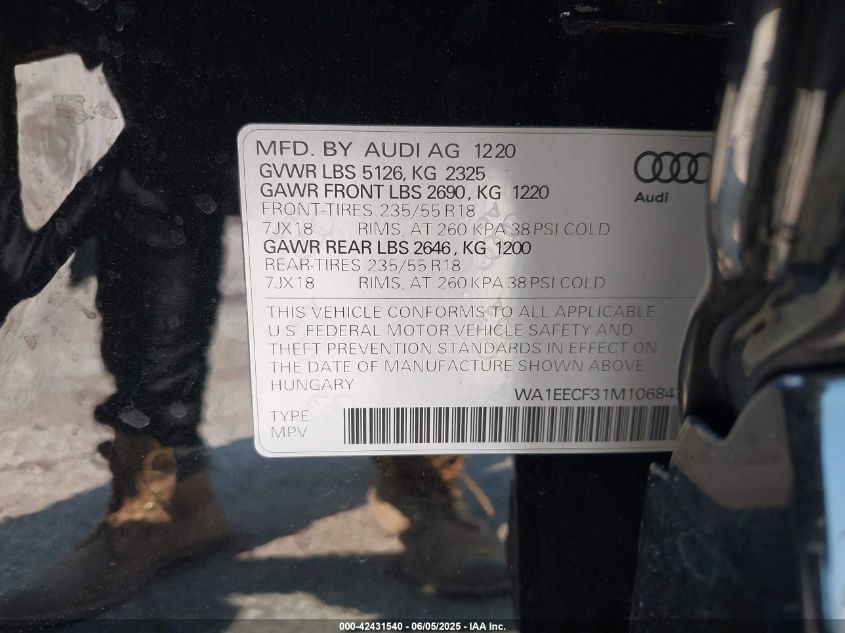 MFD. BY AUDI AG 1220
GVWR LBS 5126, KG 2325
GAWR FRONT LBS 2690, KG 1220
FRONT-TIRES 235/55 R18
7JX18 RIMS, AT 260 KPA 38 PSI COLD
GAWR REAR LBS 2646, KG 1200
REAR-TIRES 235/55 R18
7JX18 RIMS, AT 260 KPA 38 PSI COLD
Audi
THIS VEHICLE CONFORMS TO ALL APPLICABLE
U.S. FEDERAL MOTOR VEHICLE SAFETY AND
THEFT PREVENTION STANDARDS IN EFFECT ON
THE DATE OF MANUFACTURE SHOWN ABOVE
HUNGARY
WA1EECF31M10684
TYPE
MPV
000-42431540 - 06/05/2025 - IAA Inc.